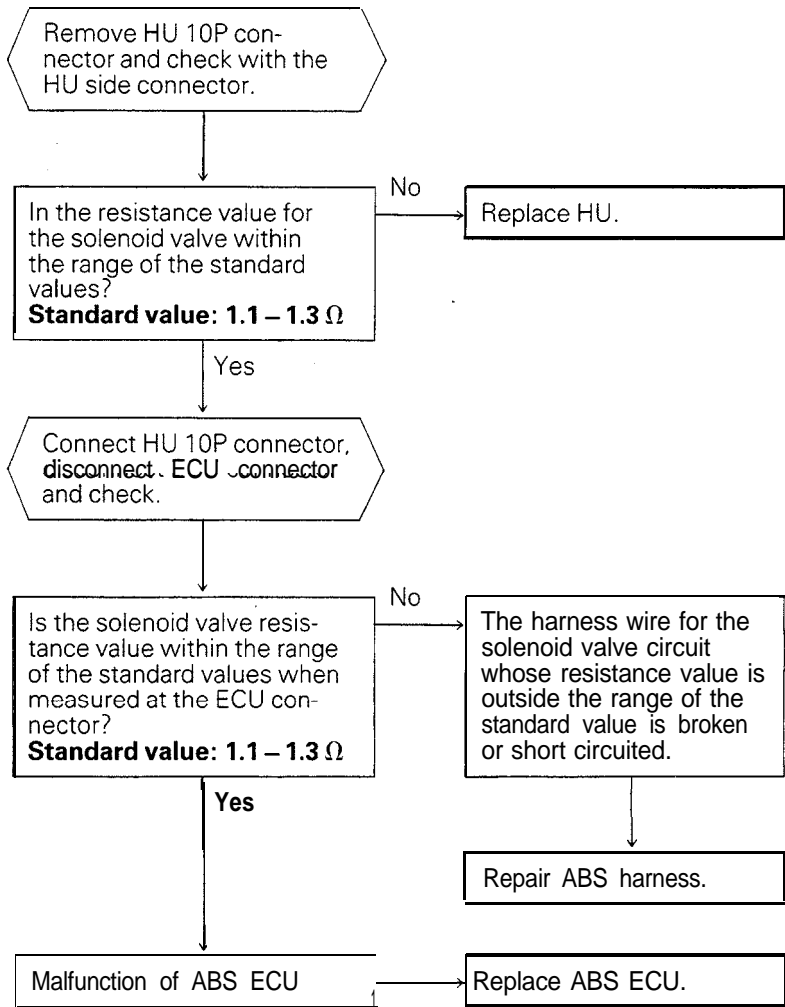 Remove HU 10P con-
nector and check with the
HU side connector.
In the resistance value for
the solenoid valve within
the range of the standard
values?
Standard value: 1.1 – 1.3 Ω
No
Replace HU.
Yes
Connect HU 10P connector,
disconnect ECU connector
and check.
Is the solenoid valve resis-
tance value within the range
of the standard values when
measured at the ECU con-
nector?
Standard value: 1.1 – 1.3 Ω
No
The harness wire for the
solenoid valve circuit
whose resistance value is
outside the range of the
standard value is broken
or short circuited.
Yes
Repair ABS harness.
Malfunction of ABS ECU
Replace ABS ECU.